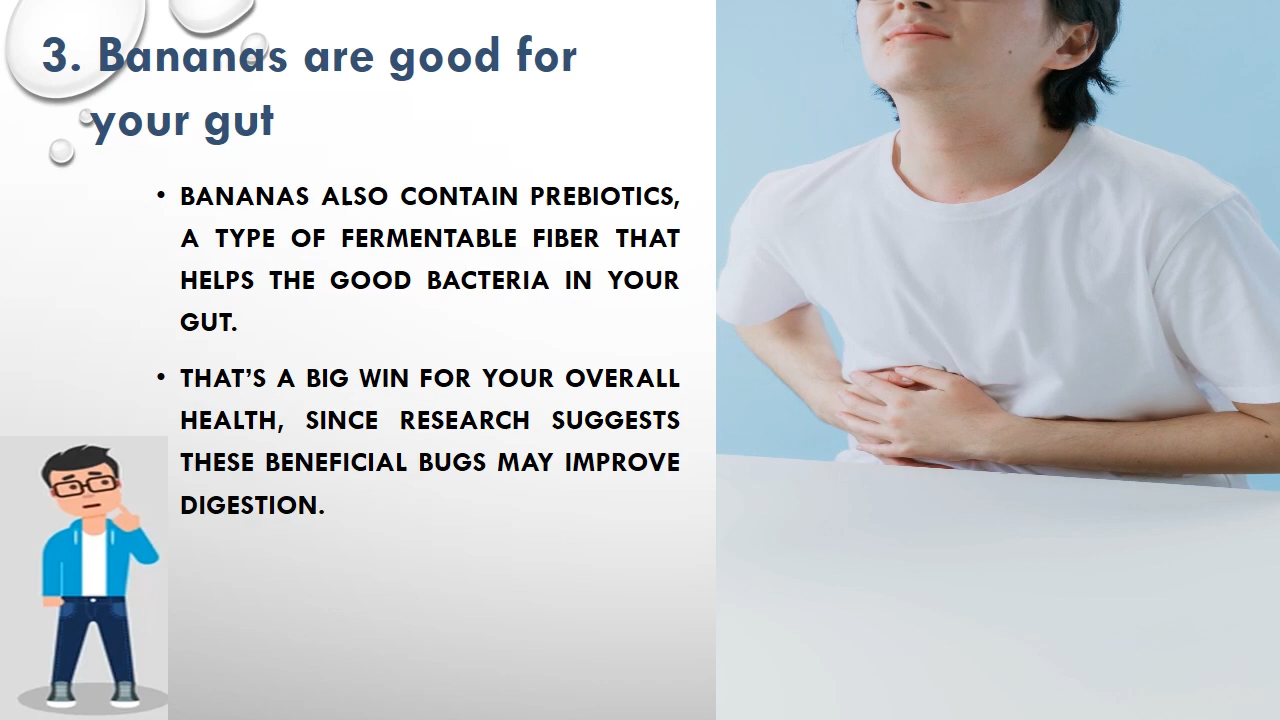 3. Bananas are good for
your gut
• BANANAS ALSO CONTAIN PREBIOTICS,
A TYPE OF FERMENTABLE FIBER THAT
HELPS THE GOOD BACTERIA IN YOUR
GUT.
• THAT’S A BIG WIN FOR YOUR OVERALL
HEALTH, SINCE RESEARCH SUGGESTS
THESE BENEFICIAL BUGS MAY IMPROVE
DIGESTION.